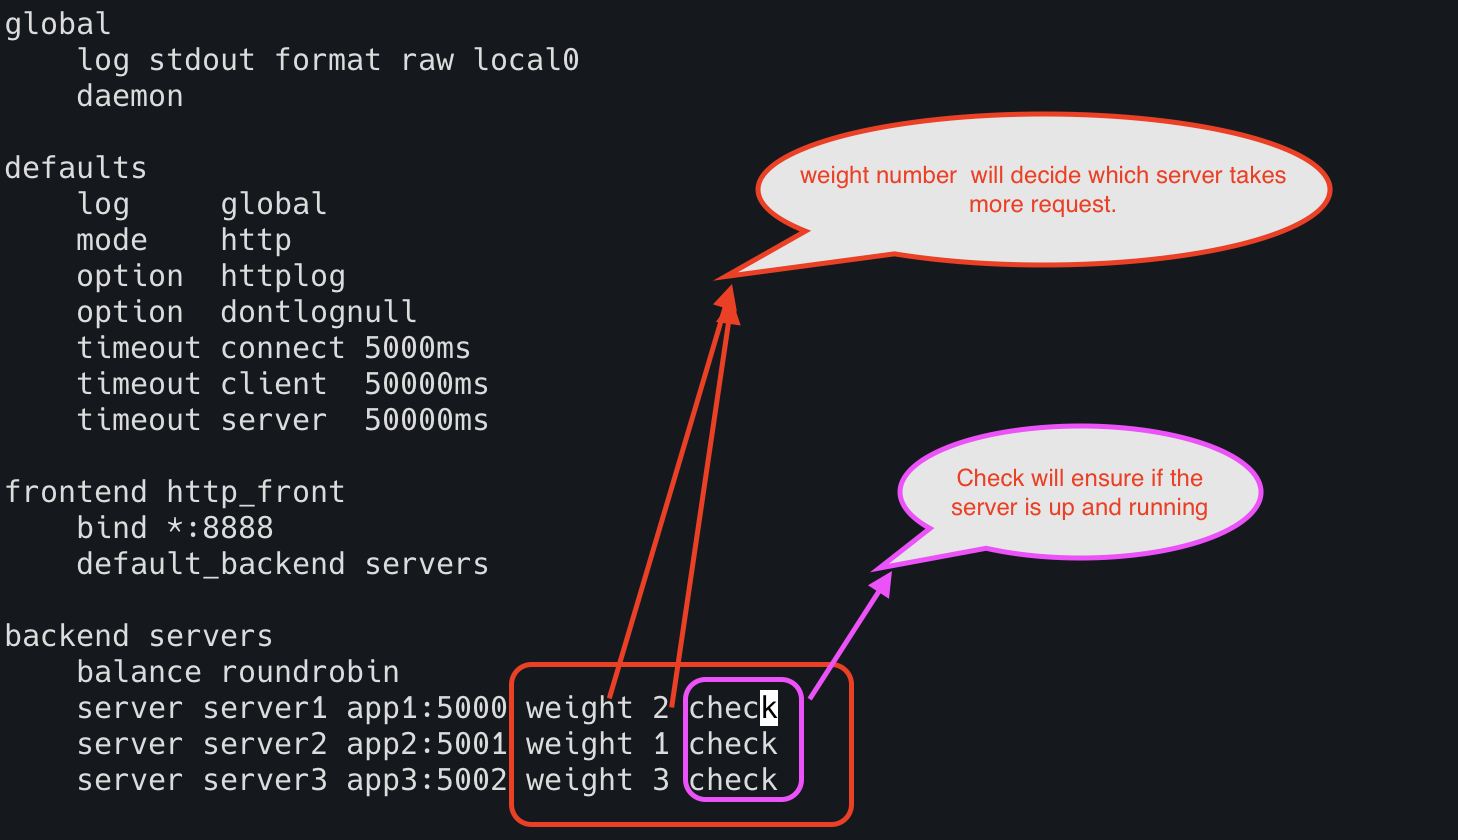 global
    log stdout format raw local0
    daemon
defaults
    log     global
    mode    http
    option  httplog
    option  dontlognull
    timeout connect 5000ms
    timeout client  50000ms
    timeout server  50000ms
frontend http_front
    bind *:8888
    default_backend servers
backend servers
    balance roundrobin
    server server1 app1:5000 weight 2 check
    server server2 app2:5001 weight 1 check
    server server3 app3:5002 weight 3 check
weight number  will decide which server takes
more request.
Check will ensure if the
server is up and running